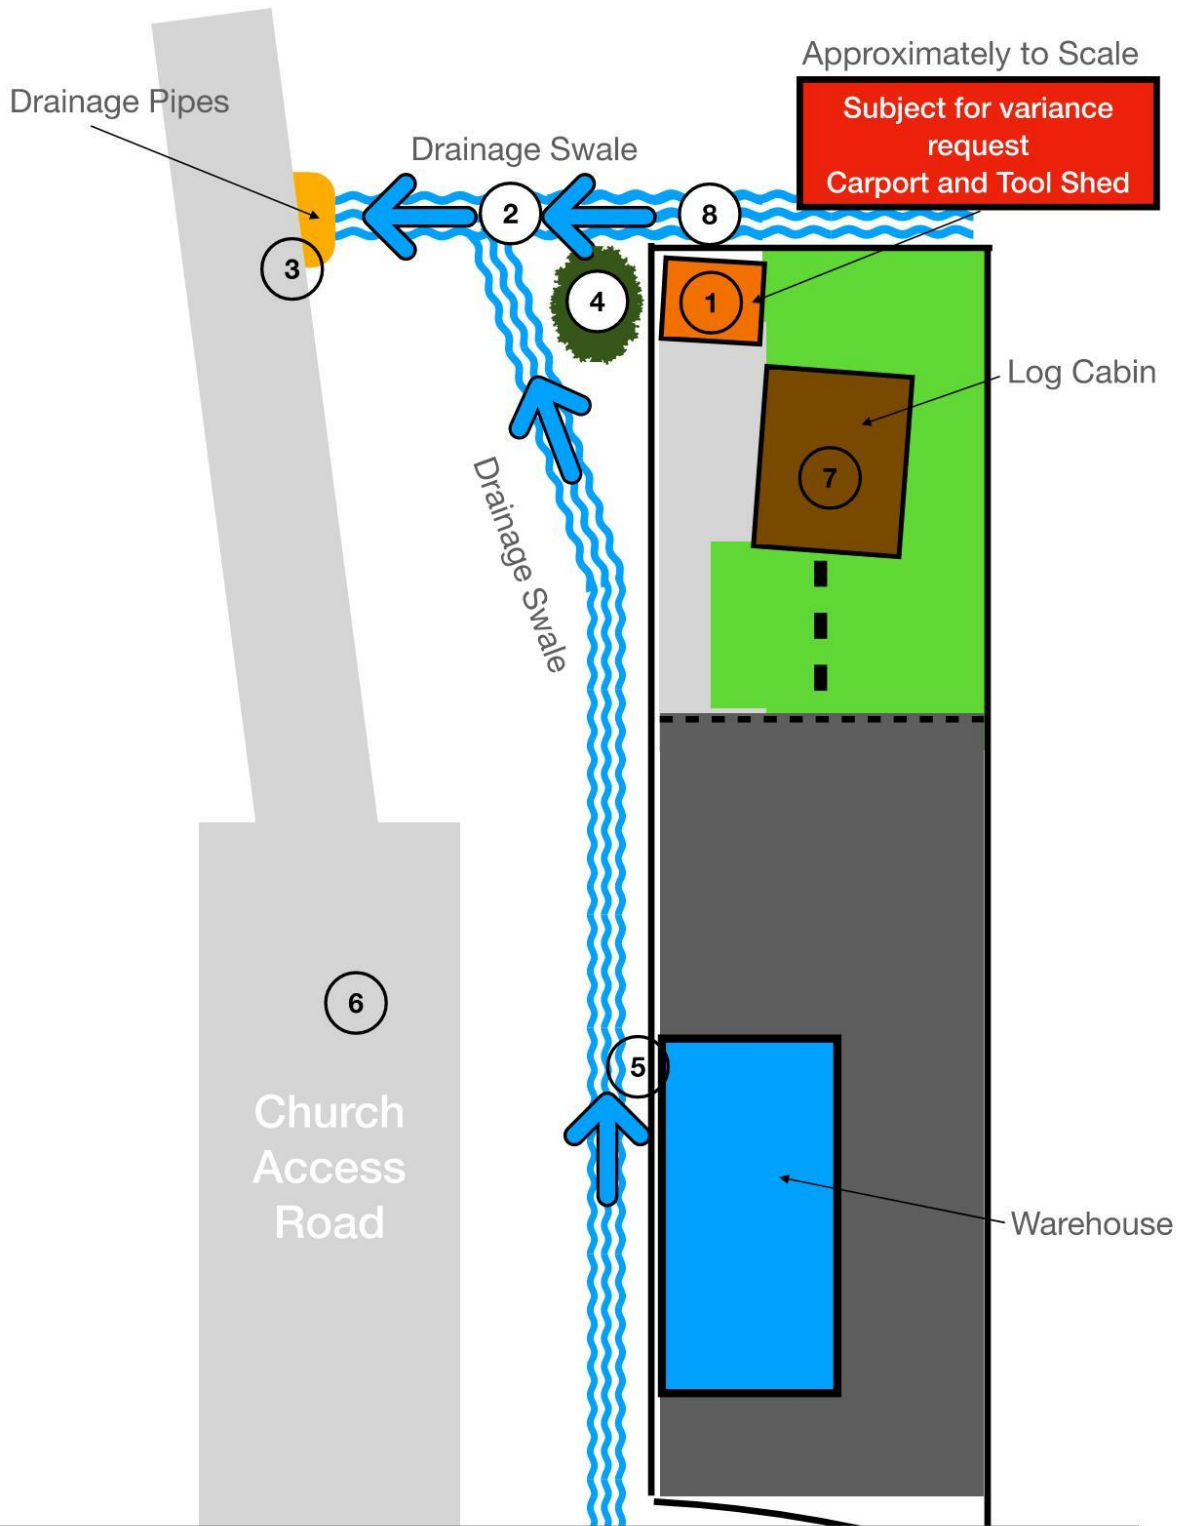 Approximately to Scale
Subject for variance
request
Carport and Tool Shed
Drainage Pipes
Drainage Swale
2
8
3
4
1
Log Cabin
7
Drainage Swale
6
5
Church
Access
Road
Warehouse